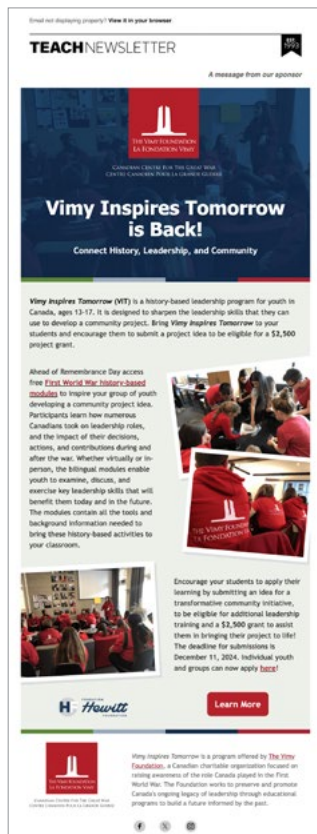 Email not displaying properly? View it in your browser
TEACHNEWSLETTER
EST.
1993
A message from our sponsor
THE VIMY FOUNDATION
LA FONDATION VIMY
CANADIAN CENTRE FOR THE GREAT WAR
CENTRE CANADIEN POUR LA GRANDE GUERRE
Vimy Inspires Tomorrow
is Back!
Connect History, Leadership, and Community
Vimy Inspires Tomorrow (VIT) is a history-based leadership program for youth in
Canada, ages 13-17. It is designed to sharpen the leadership skills that they can
use to develop a community project. Bring Vimy Inspires Tomorrow to your
students and encourage them to submit a project idea to be eligible for a $2,500
project grant.
Ahead of Remembrance Day access
free First World War history-based
modules to inspire your group of youth
developing a community project idea.
Participants learn how numerous
Canadians took on leadership roles,
and the impact of their decisions,
actions, and contributions during and
after the war. Whether virtually or in-
person, the bilingual modules enable
youth to examine, discuss, and
exercise key leadership skills that will
benefit them today and in the future.
The modules contain all the tools and
background information needed to
bring these history-based activities to
your classroom.
THE VIMY FOUNDATION
LA FONDATION VIMY
Encourage your students to apply their
learning by submitting an idea for a
transformative community initiative,
to be eligible for additional leadership
training and a $2,500 grant to assist
them in bringing their project to life!
The deadline for submissions is
December 11, 2024. Individual youth
and groups can now apply here!
HF
FONDATION
Hewitt
FOUNDATION
Learn More
THE VIMY FOUNDATION
LA FONDATION VIMY
CANADIAN CENTRE FOR THE GREAT WAR
CENTRE CANADIEN POUR LA GRANDE GUERRE
Vimy Inspires Tomorrow is a program offered by The Vimy
Foundation, a Canadian charitable organization focused on
raising awareness of the role Canada played in the First
World War. The Foundation works to preserve and promote
Canada's ongoing legacy of leadership through educational
programs to build a future informed by the past.